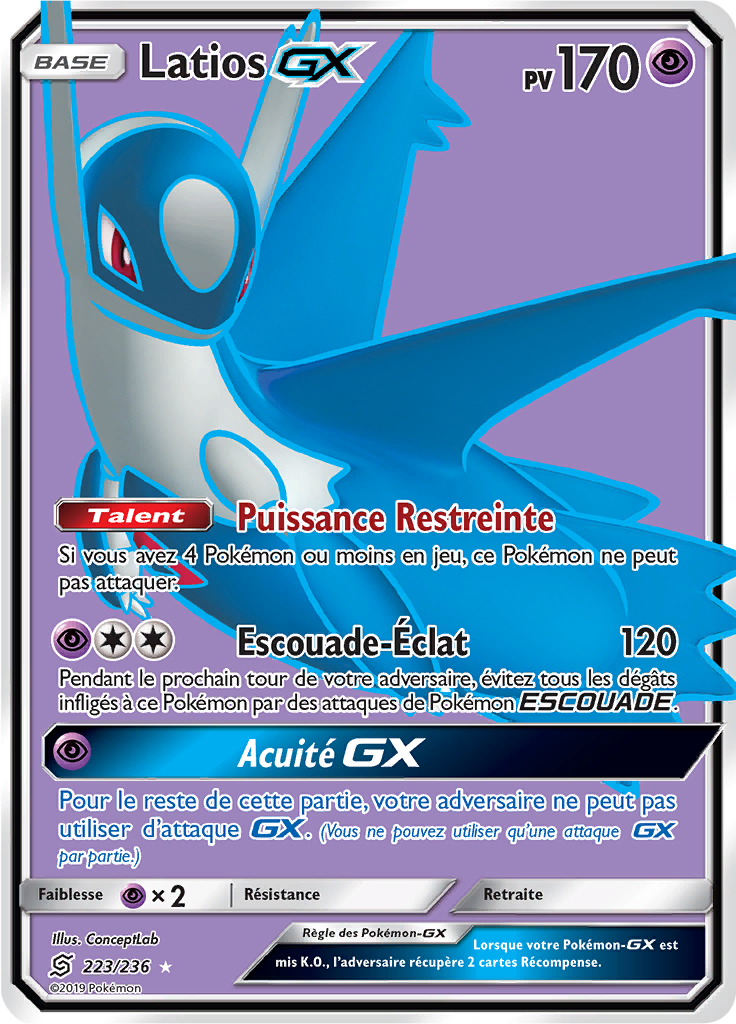 BASE Latios GX PV 170
Talent Puissance Restreinte
Si vous avez 4 Pokémon ou moins en jeu, ce Pokémon ne peut
pas attaquer.
Escouade-Éclat 120
Pendant le prochain tour de votre adversaire, évitez tous les dégâts
infligés à ce Pokémon par des attaques de Pokémon ESCOUADE.
Acuité GX
Pour le reste de cette partie, votre adversaire ne peut pas
utiliser d'attaque GX. (Vous ne pouvez utiliser qu'une attaque GX
par partie.)
Faiblesse × 2 Résistance Retraite
Illus. ConceptLab
223/236
©2019 Pokémon
Règle des Pokémon-GX
Lorsque votre Pokémon-GX est
mis K.O., l'adversaire récupère 2 cartes Récompense.